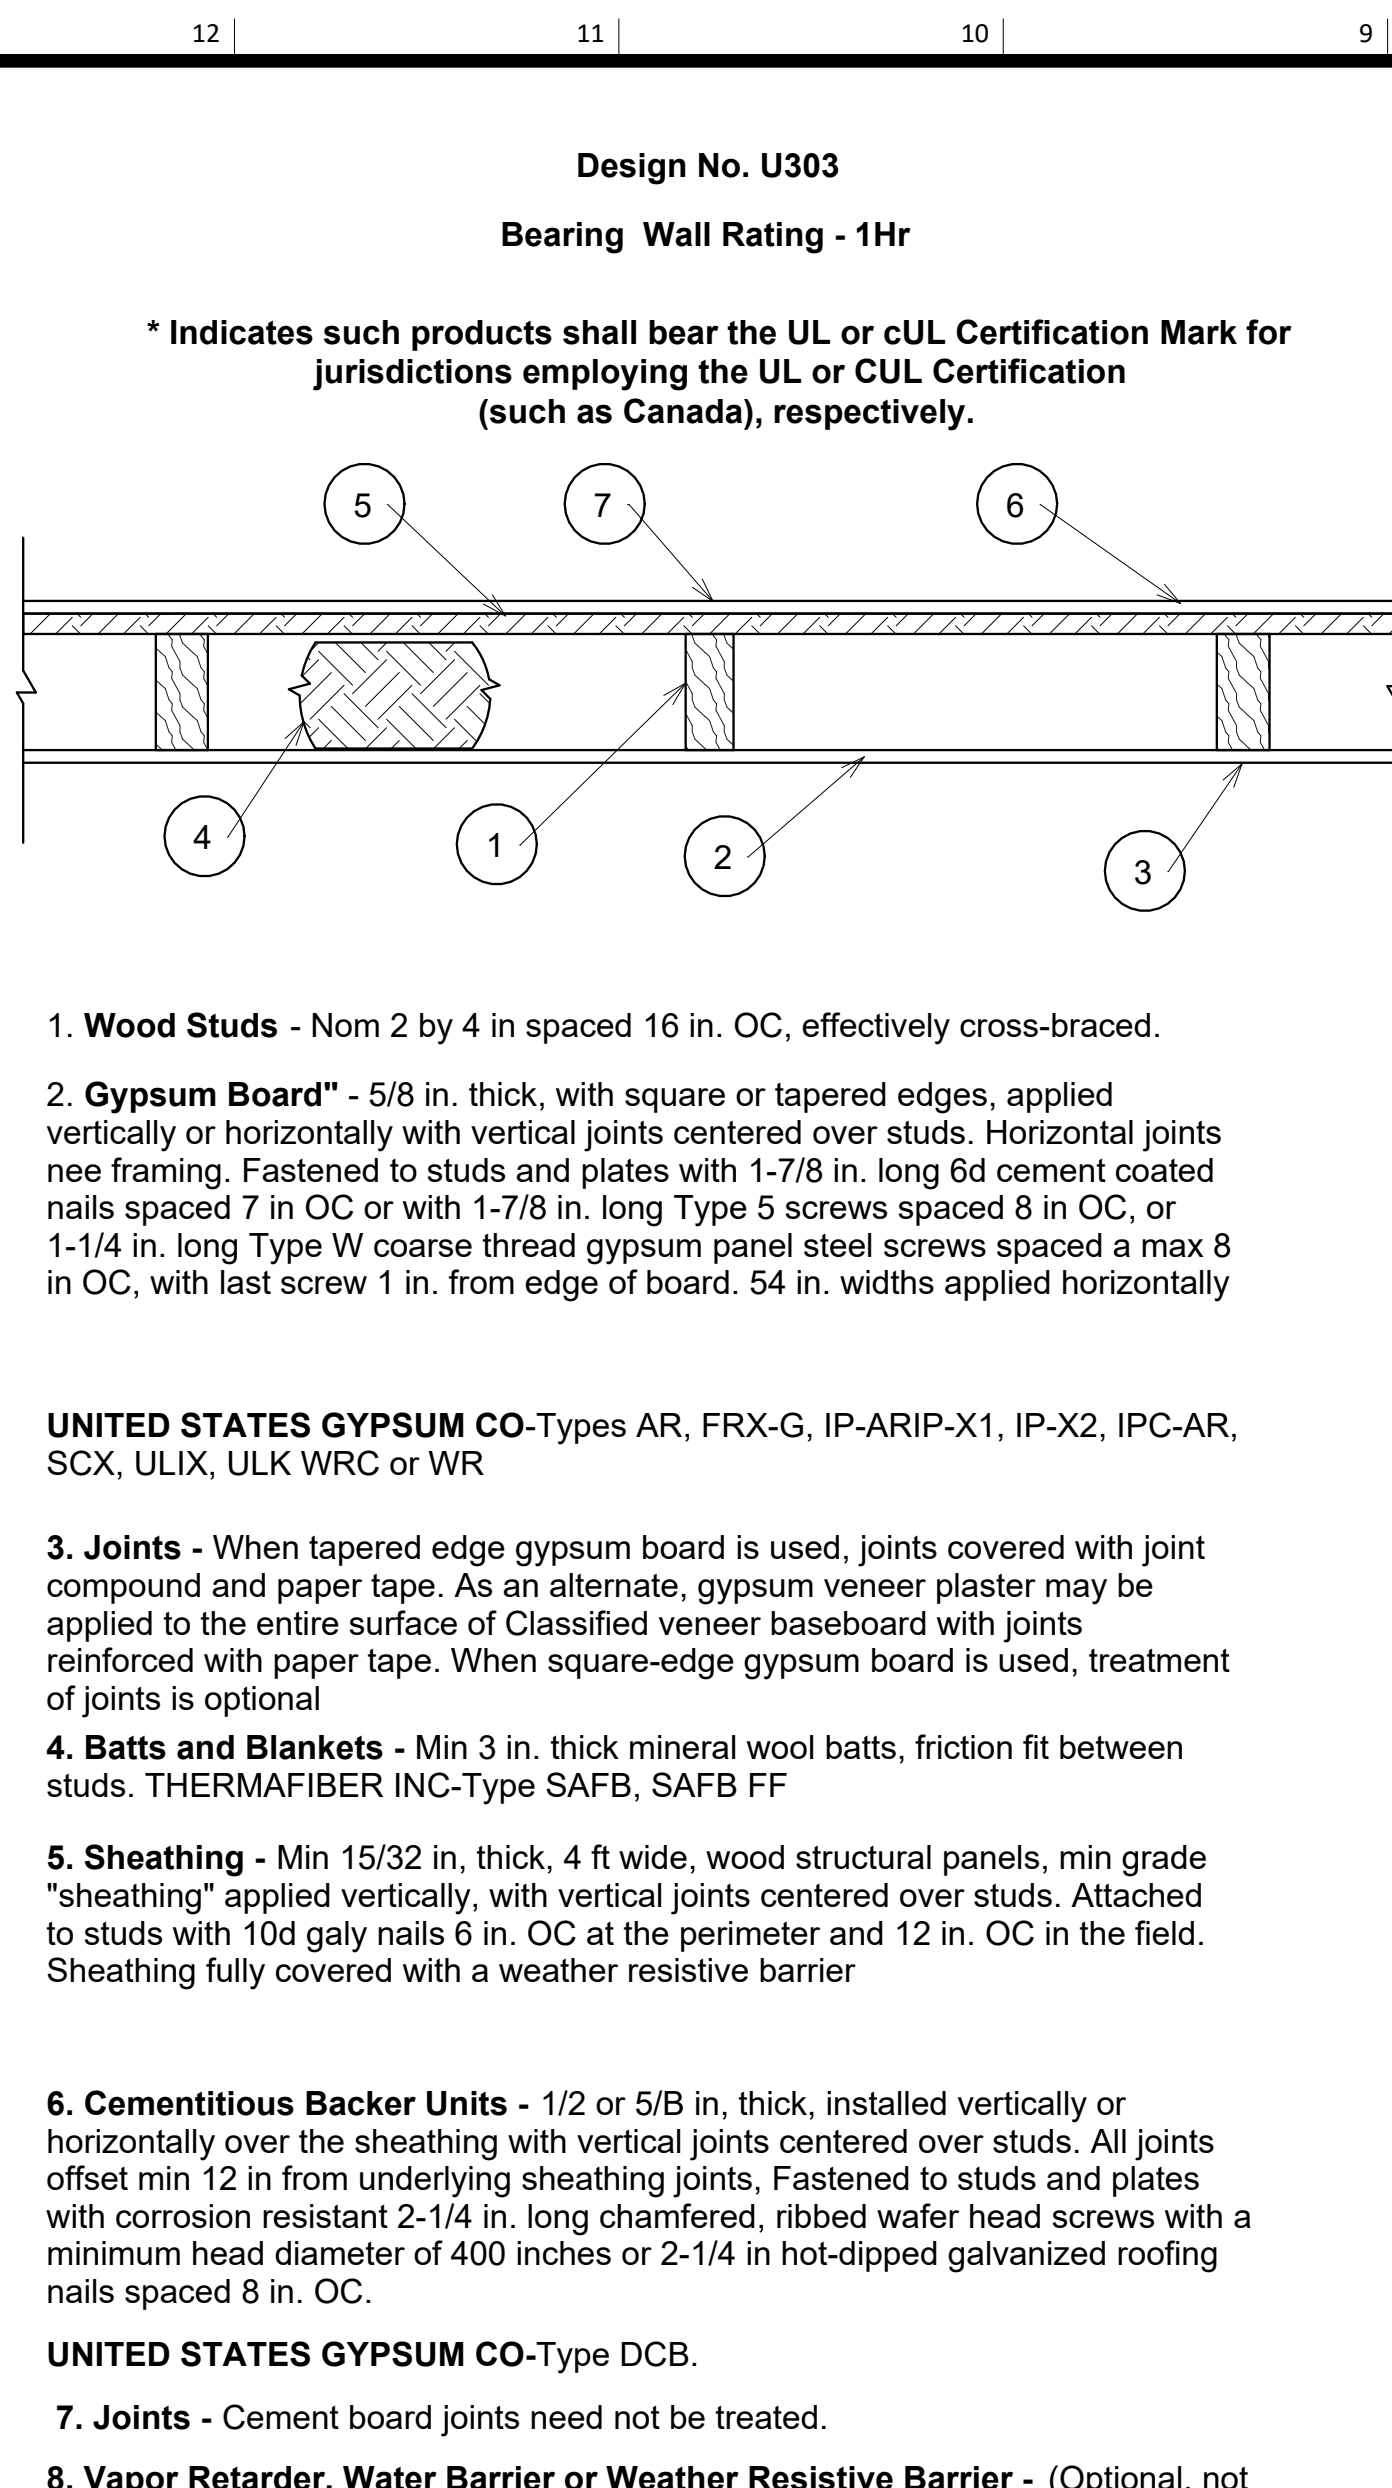 12 11 10 9
Design No. U303
Bearing Wall Rating - 1Hr
* Indicates such products shall bear the UL or cUL Certification Mark for
jurisdictions employing the UL or CUL Certification
(such as Canada), respectively.
5 7 6
4 1 2 3
1. Wood Studs - Nom 2 by 4 in spaced 16 in. OC, effectively cross-braced.
2. Gypsum Board" - 5/8 in. thick, with square or tapered edges, applied
vertically or horizontally with vertical joints centered over studs. Horizontal joints
nee framing. Fastened to studs and plates with 1-7/8 in. long 6d cement coated
nails spaced 7 in OC or with 1-7/8 in. long Type 5 screws spaced 8 in OC, or
1-1/4 in. long Type W coarse thread gypsum panel steel screws spaced a max 8
in OC, with last screw 1 in. from edge of board. 54 in. widths applied horizontally
UNITED STATES GYPSUM CO-Types AR, FRX-G, IP-ARIP-X1, IP-X2, IPC-AR,
SCX, ULIX, ULK WRC or WR
3. Joints - When tapered edge gypsum board is used, joints covered with joint
compound and paper tape. As an alternate, gypsum veneer plaster may be
applied to the entire surface of Classified veneer baseboard with joints
reinforced with paper tape. When square-edge gypsum board is used, treatment
of joints is optional
4. Batts and Blankets - Min 3 in. thick mineral wool batts, friction fit between
studs. THERMAFIBER INC-Type SAFB, SAFB FF
5. Sheathing - Min 15/32 in, thick, 4 ft wide, wood structural panels, min grade
"sheathing" applied vertically, with vertical joints centered over studs. Attached
to studs with 10d galy nails 6 in. OC at the perimeter and 12 in. OC in the field.
Sheathing fully covered with a weather resistive barrier
6. Cementitious Backer Units - 1/2 or 5/B in, thick, installed vertically or
horizontally over the sheathing with vertical joints centered over studs. All joints
offset min 12 in from underlying sheathing joints, Fastened to studs and plates
with corrosion resistant 2-1/4 in. long chamfered, ribbed wafer head screws with a
minimum head diameter of 400 inches or 2-1/4 in hot-dipped galvanized roofing
nails spaced 8 in. OC.
UNITED STATES GYPSUM CO-Type DCB.
7. Joints - Cement board joints need not be treated.
8. Vapor Retarder, Water Barrier or Weather Resistive Barrier - (Optional, not